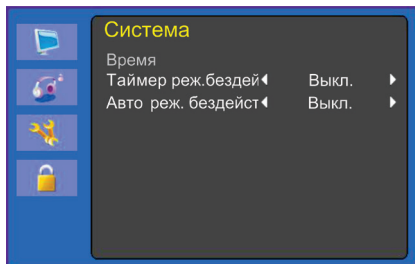 Система
Время
Таймер реж.бездей Выкл.
Авто реж. бездейст Выкл.